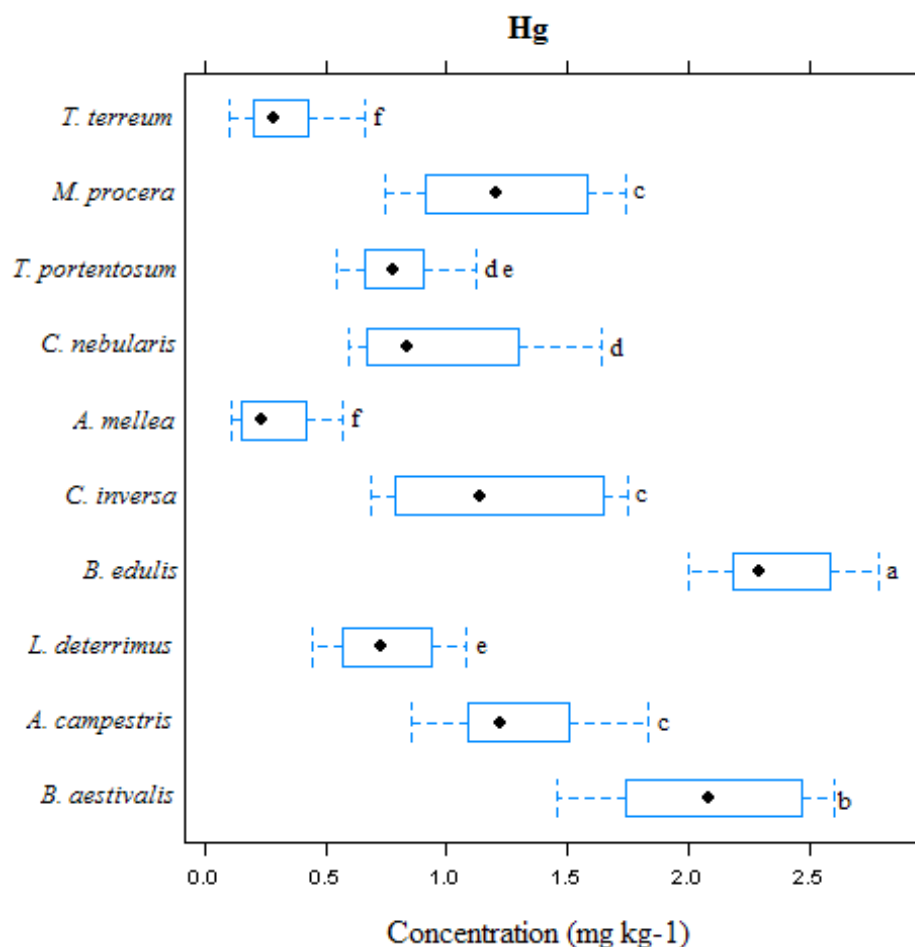 Hg
T. terreum
f
M. procera
c
T. portentosum
d e
C. nebularis
d
A. mellea
f
C. inversa
c
B. edulis
a
L. deterrimus
e
A. campestris
c
B. aestivalis
b
0.0 0.5 1.0 1.5 2.0 2.5
Concentration (mg kg-1)